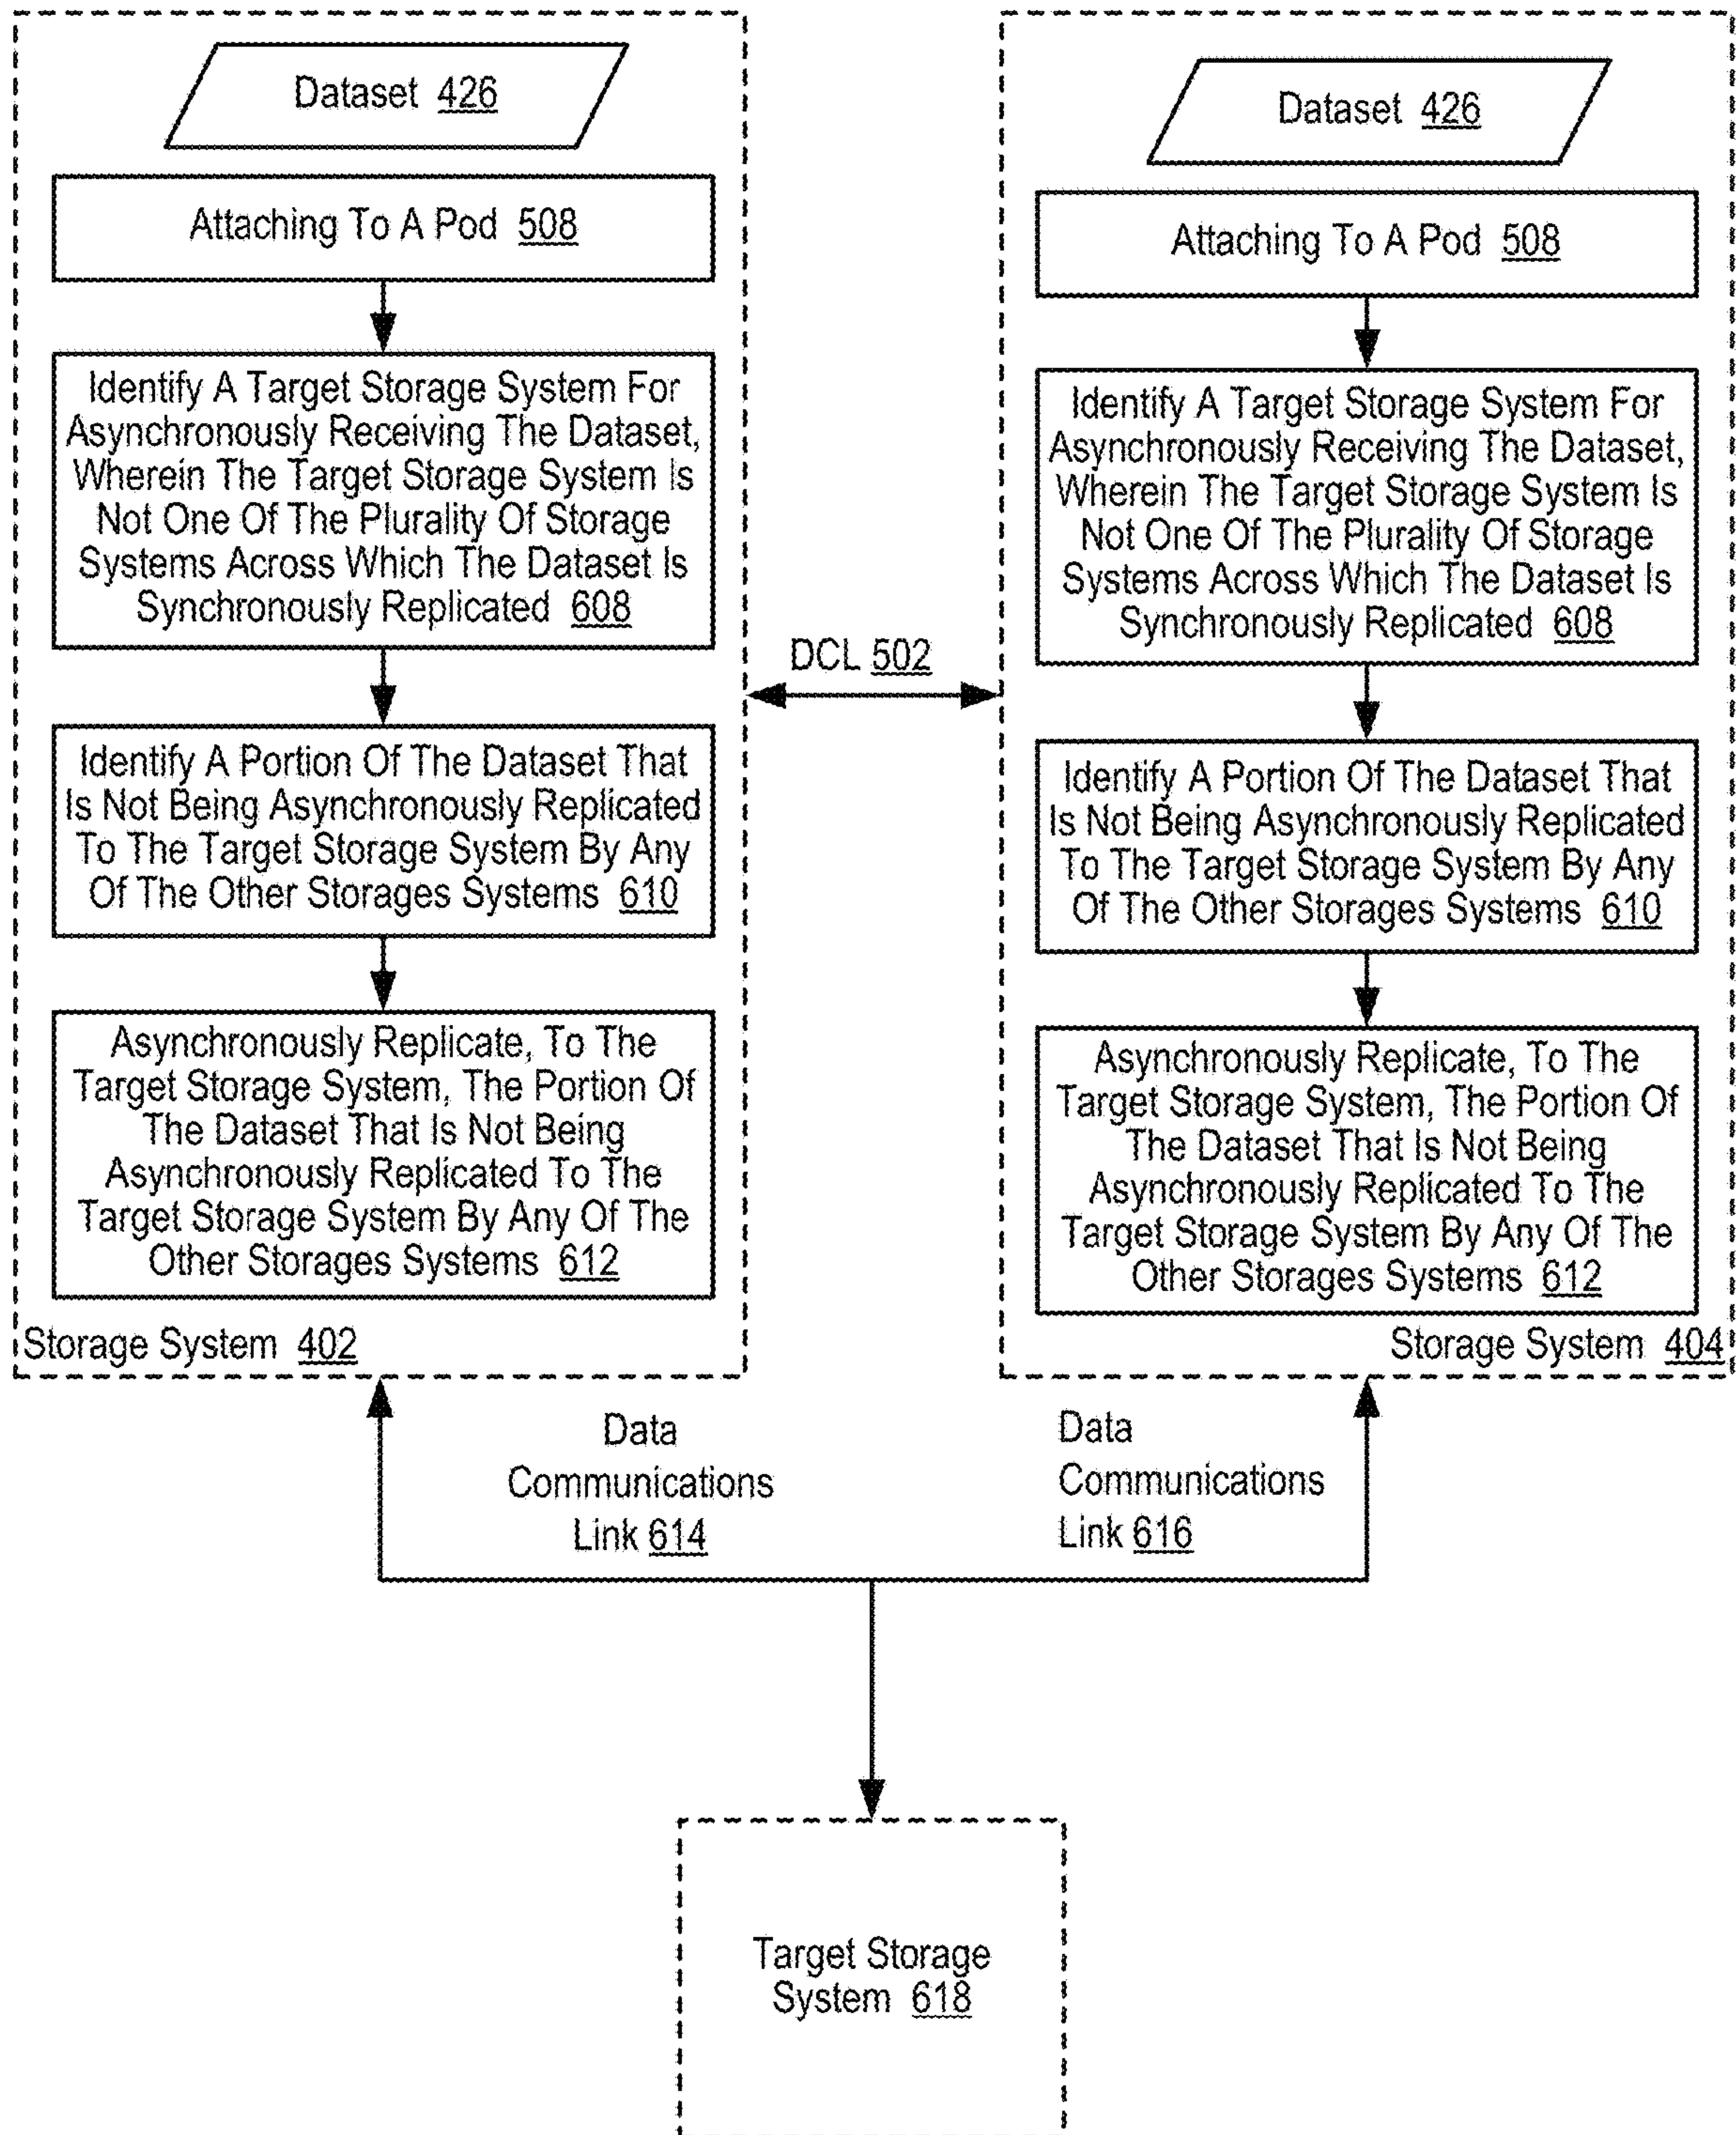 Dataset 426
Attaching To A Pod 508
Identify A Target Storage System For
Asynchronously Receiving The Dataset,
Wherein The Target Storage System Is
Not One Of The Plurality Of Storage
Systems Across Which The Dataset Is
Synchronously Replicated 608
Identify A Portion Of The Dataset That
Is Not Being Asynchronously Replicated
To The Target Storage System By Any
Of The Other Storages Systems 610
Asynchronously Replicate, To The
Target Storage System, The Portion Of
The Dataset That Is Not Being
Asynchronously Replicated To The
Target Storage System By Any Of The
Other Storages Systems 612
Storage System 402
DCL 502
Dataset 426
Attaching To A Pod 508
Identify A Target Storage System For
Asynchronously Receiving The Dataset,
Wherein The Target Storage System Is
Not One Of The Plurality Of Storage
Systems Across Which The Dataset Is
Synchronously Replicated 608
Identify A Portion Of The Dataset That
Is Not Being Asynchronously Replicated
To The Target Storage System By Any
Of The Other Storages Systems 610
Asynchronously Replicate, To The
Target Storage System, The Portion Of
The Dataset That Is Not Being
Asynchronously Replicated To The
Target Storage System By Any Of The
Other Storages Systems 612
Storage System 404
Data
Communications
Link 614
Data
Communications
Link 616
Target Storage
System 618